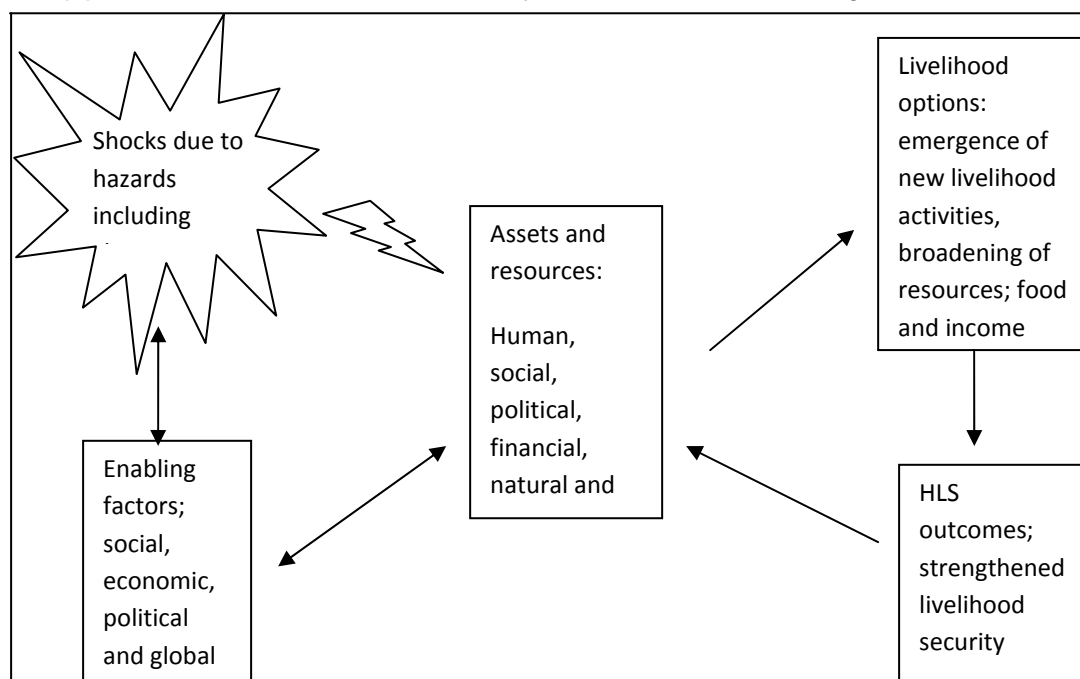 Shocks due to
hazards
including
Assets and
resources:
Human,
social,
political,
financial,
natural and
Livelihood
options:
emergence of
new livelihood
activities,
broadening of
resources; food
and income
Enabling
factors;
social,
economic,
political
and global
HLS
outcomes;
strengthened
livelihood
security